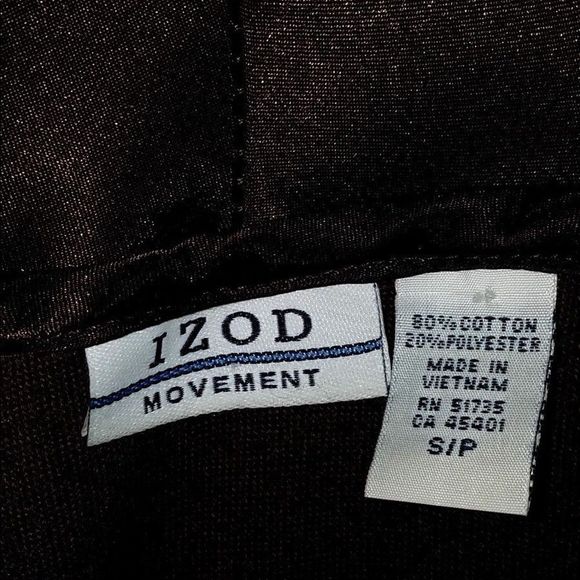 IZOD
MOVEMENT
80% COTTON
20% POLYESTER
MADE IN
VIETNAM
RN 51735
CA 45401
S/P